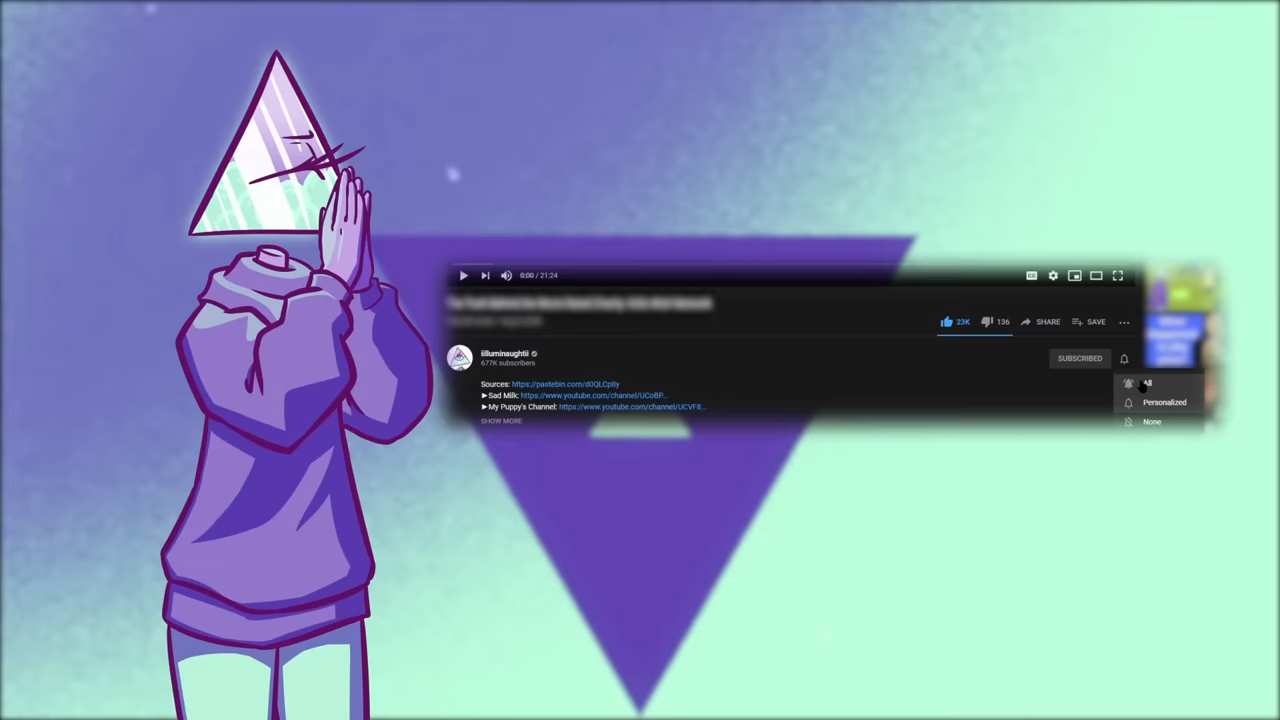 0:00 / 21:24
23K 136 SHARE SAVE
iilluminaughtii
677K subscribers
SUBSCRIBED
Sources: https://pastebin.com/d0QLCp8y
►Sad Milk: https://www.youtube.com/channel/UCoBP...
►My Puppy's Channel: https://www.youtube.com/channel/UCVF8...
SHOW MORE
All
Personalized
None